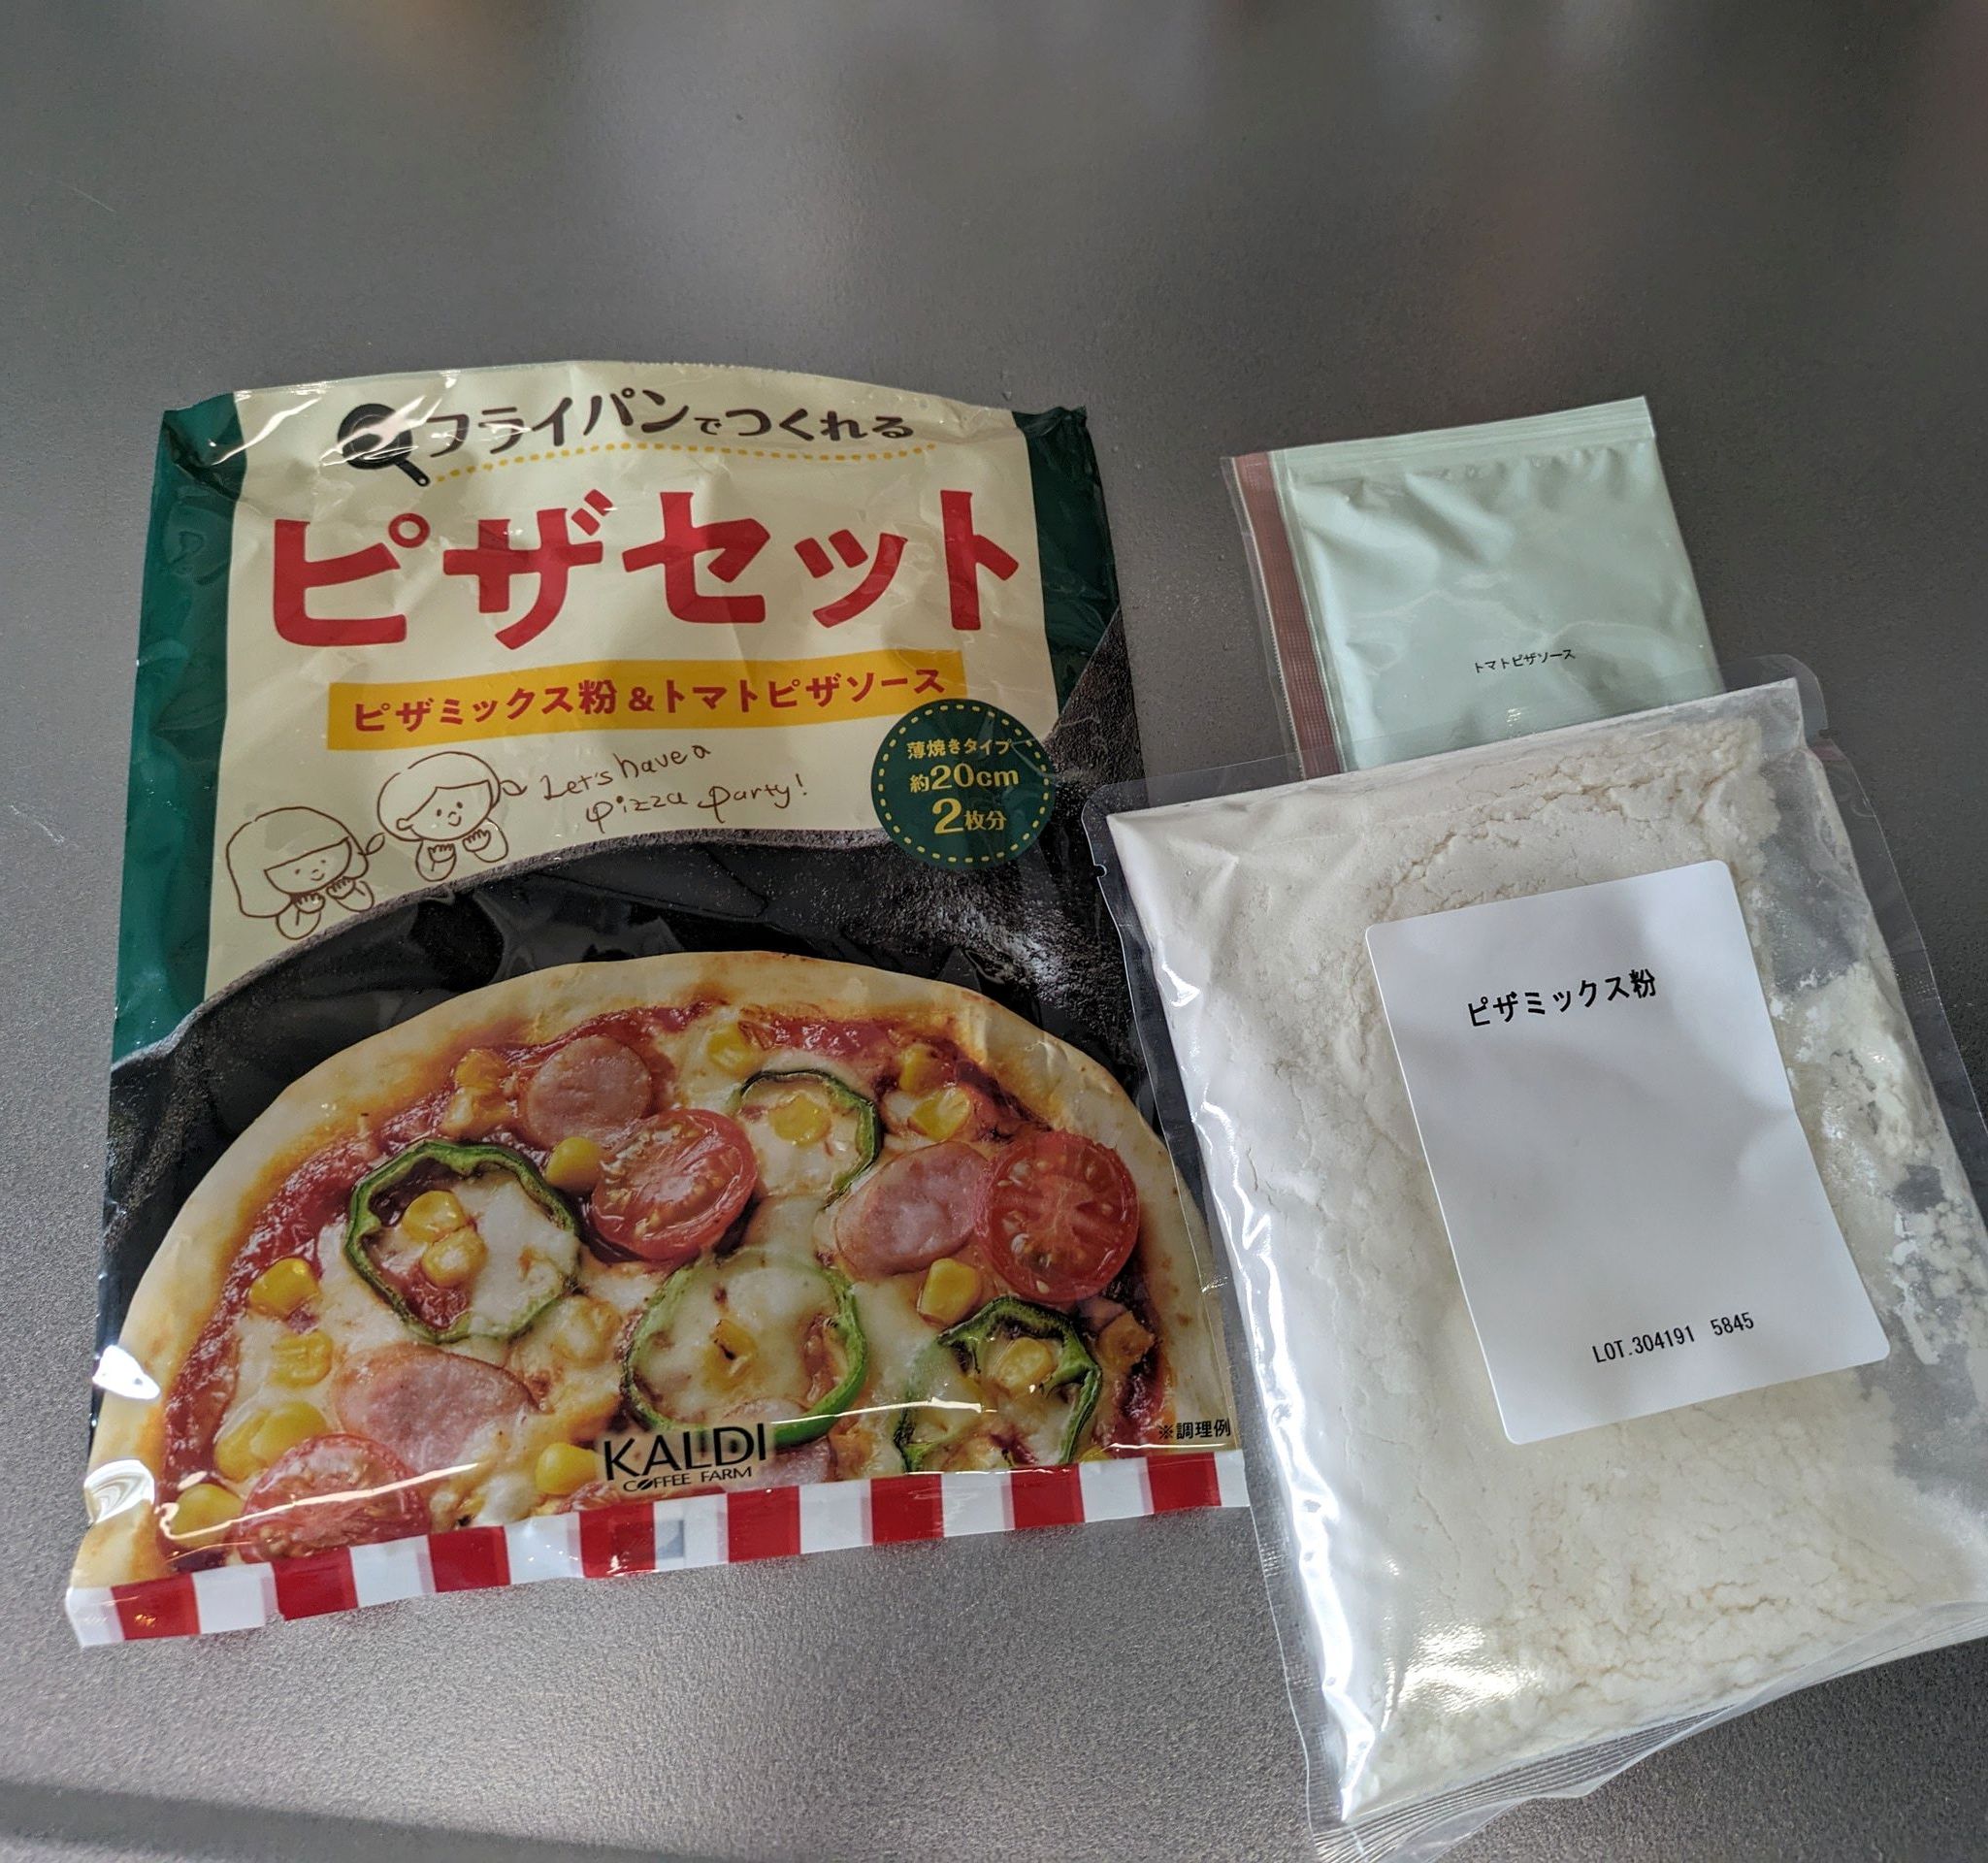 フライパンでつくれる
ピザセット
ピザミックス粉&トマトピザソース
Let's have a
pizza party!
薄焼きタイプ
約20cm
2枚分
KALDI
COFFEE FARM
※調理例
トマトピザソース
ピザミックス粉
LOT.304191 5845